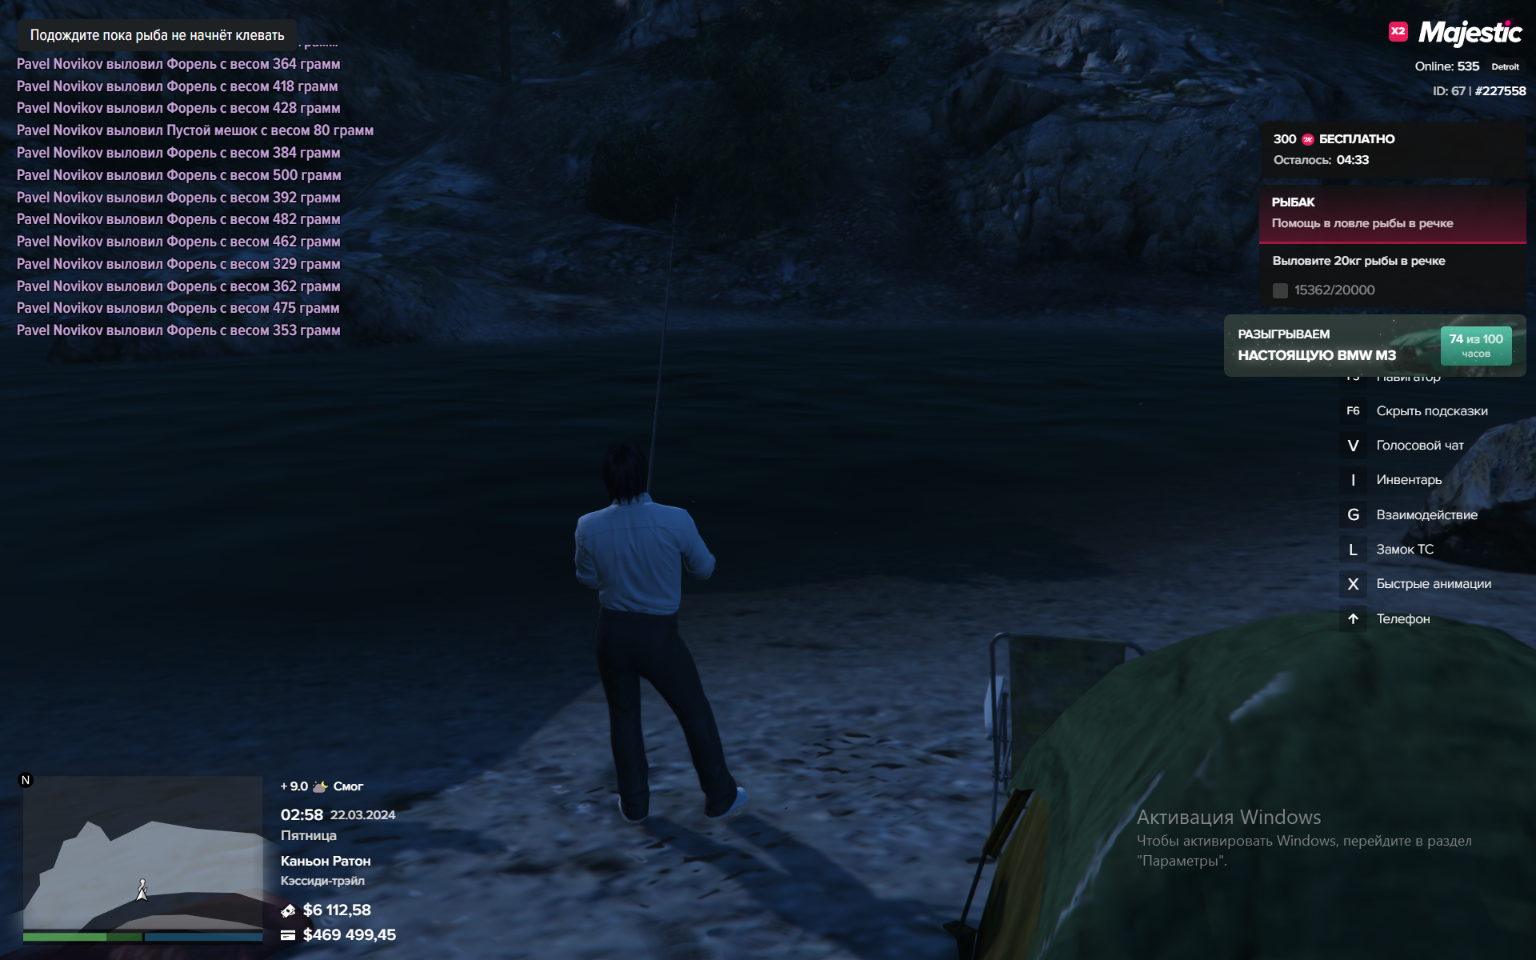 Подождите пока рыба не начнёт клевать
Pavel Novikov выловил Форель с весом 364 грамм
Pavel Novikov выловил Форель с весом 418 грамм
Pavel Novikov выловил Форель с весом 428 грамм
Pavel Novikov выловил Пустой мешок с весом 80 грамм
Pavel Novikov выловил Форель с весом 384 грамм
Pavel Novikov выловил Форель с весом 500 грамм
Pavel Novikov выловил Форель с весом 392 грамм
Pavel Novikov выловил Форель с весом 482 грамм
Pavel Novikov выловил Форель с весом 462 грамм
Pavel Novikov выловил Форель с весом 329 грамм
Pavel Novikov выловил Форель с весом 362 грамм
Pavel Novikov выловил Форель с весом 475 грамм
Pavel Novikov выловил Форель с весом 353 грамм
X2 Majestic
Online: 535 Detroit
ID: 67 | #227558
300 БЕСПЛАТНО
Осталось: 04:33
РЫБАК
Помощь в ловле рыбы в речке
Выловите 20кг рыбы в речке
15362/20000
РАЗЫГРЫВАЕМ
НАСТОЯЩУЮ BMW M3
74 из 100
часов
Навигатор
F6 Скрыть подсказки
V Голосовой чат
I Инвентарь
G Взаимодействие
L Замок ТС
X Быстрые анимации
Телефон
Активация Windows
Чтобы активировать Windows, перейдите в раздел
"Параметры".
N
+ 9.0 Смог
02:58 22.03.2024
Пятница
Каньон Ратон
Кэссиди-трэйл
$6 112,58
$469 499,45